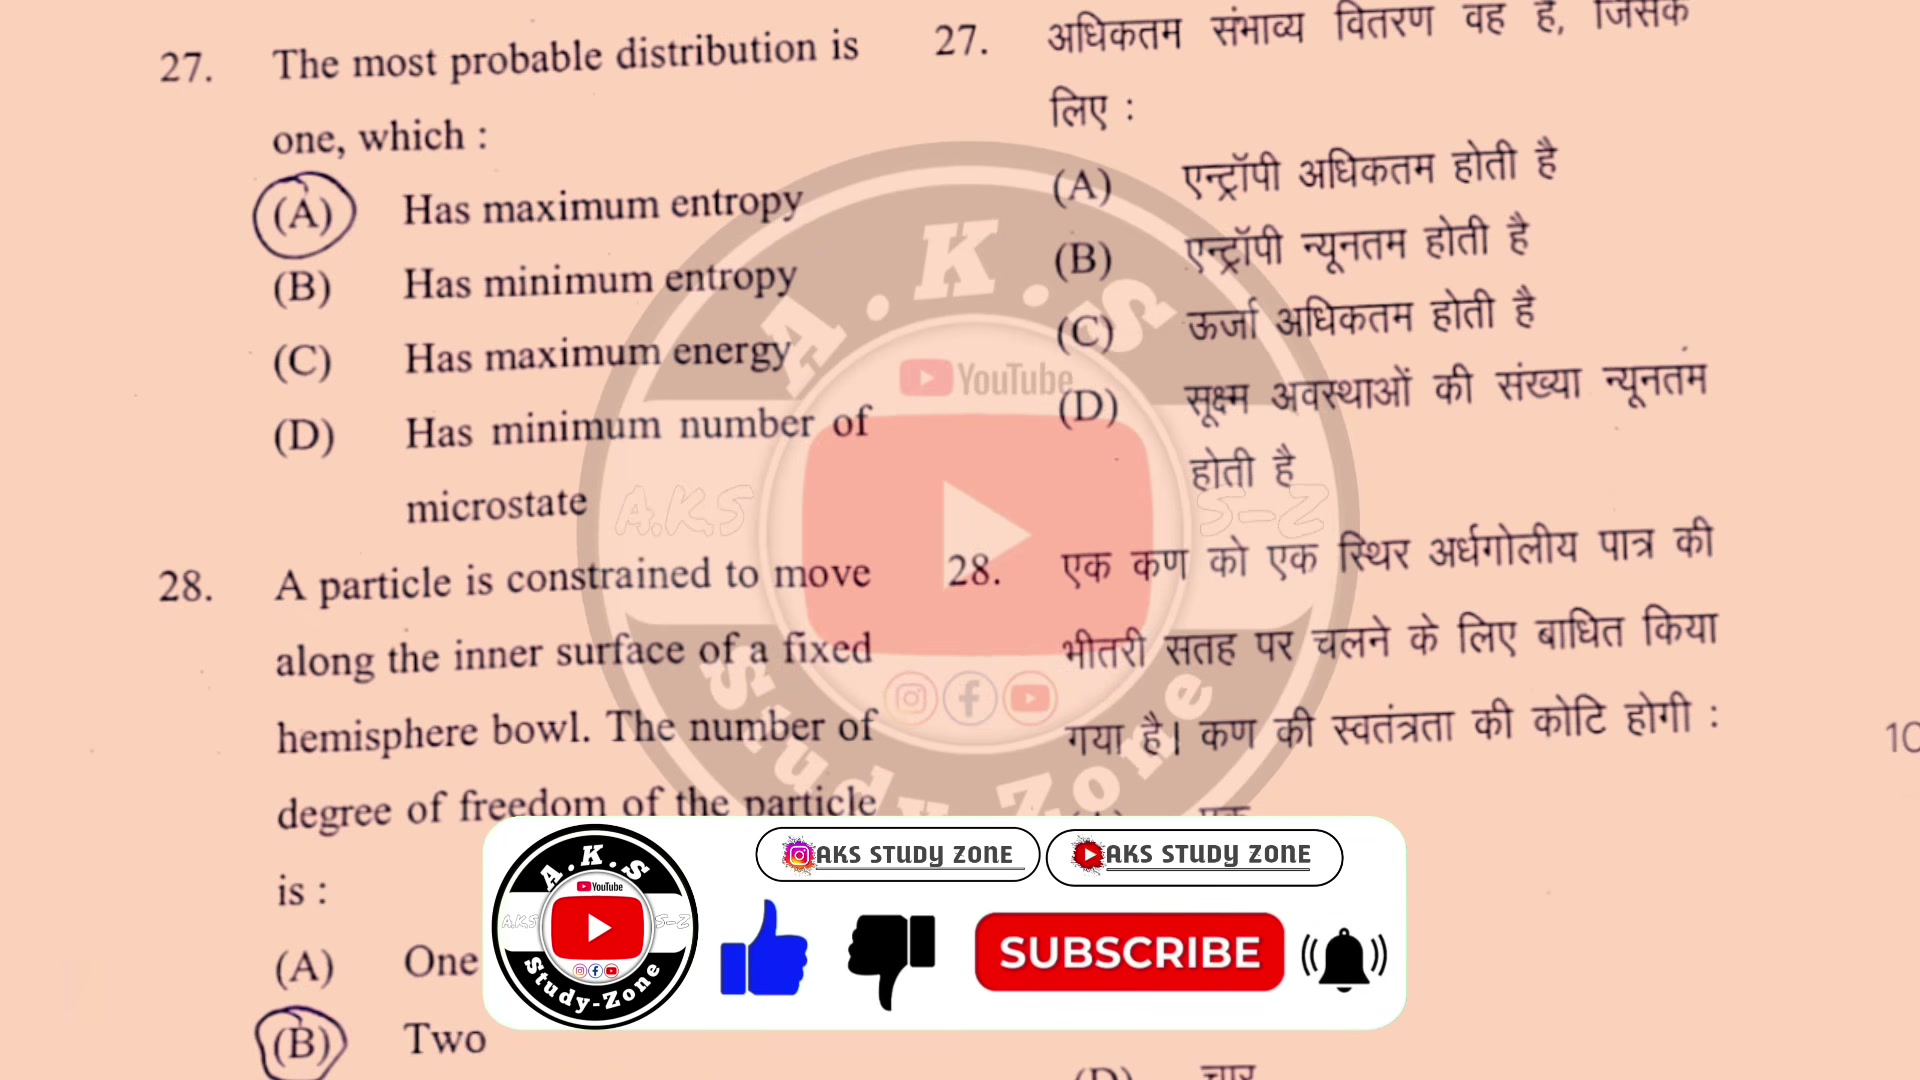 27. The most probable distribution is
one, which :
(A) Has maximum entropy
(B) Has minimum entropy
(C) Has maximum energy
(D) Has minimum number of
microstate
28. A particle is constrained to move
along the inner surface of a fixed
hemisphere bowl. The number of
degree of freedom of the particle
is :
(A) One
(B) Two
27. अधिकतम संभाव्य वितरण वह है, जिसके
लिए :
(A) एन्ट्रॉपी अधिकतम होती है
(B) एन्ट्रॉपी न्यूनतम होती है
(C) ऊर्जा अधिकतम होती है
(D) सूक्ष्म अवस्थाओं की संख्या न्यूनतम
होती है
28. एक कण को एक स्थिर अर्धगोलीय पात्र की
भीतरी सतह पर चलने के लिए बाधित किया
गया है। कण की स्वतंत्रता की कोटि होगी :
(D) चार
10
A.K.S
YouTube
A.K.S S-Z
Study Zone
A.K.S
YouTube
A.K.S S-Z
Study-Zone
AKS STUDY ZONE
AKS STUDY ZONE
SUBSCRIBE